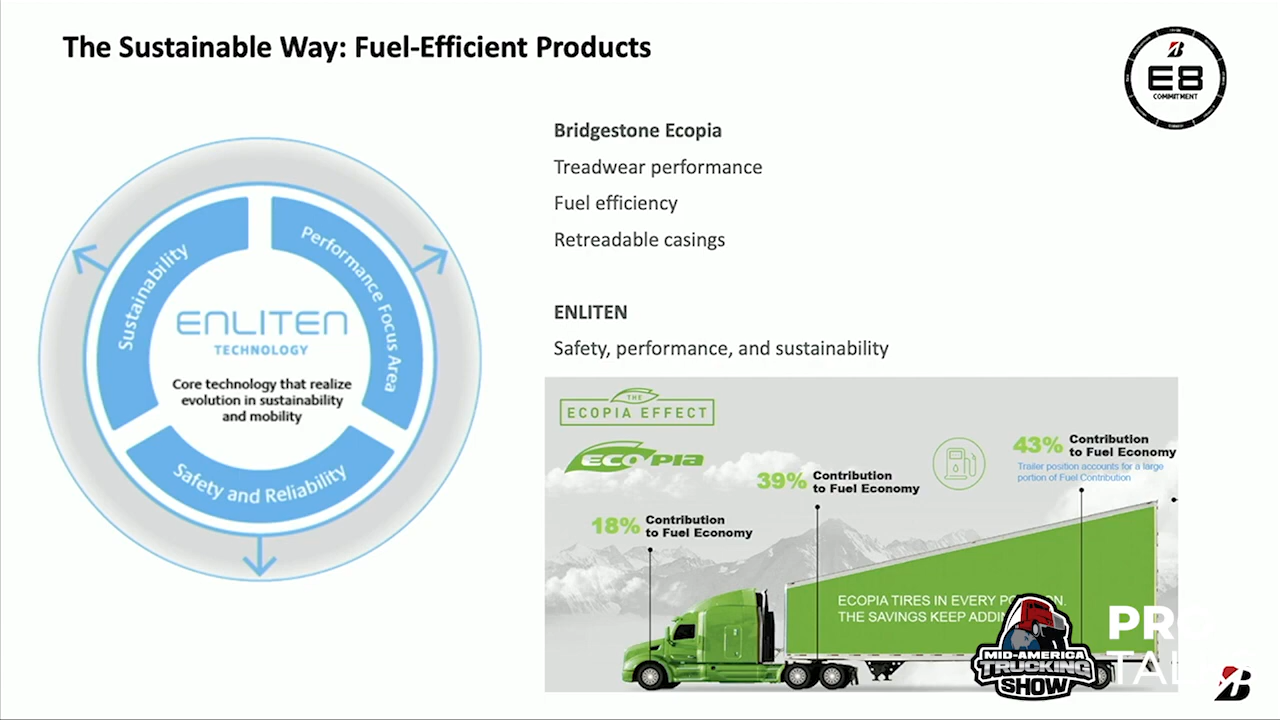 The Sustainable Way: Fuel-Efficient Products
E8
COMMITMENT
Bridgestone Ecopia
Treadwear performance
Fuel efficiency
Retreadable casings
ENLITEN
Safety, performance, and sustainability
Sustainability
Performance Focus Area
Safety and Reliability
ENLITEN
TECHNOLOGY
Core technology that realize
evolution in sustainability
and mobility
THE
ECOPIA EFFECT
ECOPIA
18% Contribution
to Fuel Economy
39% Contribution
to Fuel Economy
43% Contribution
to Fuel Economy
Trailer position accounts for a large
portion of Fuel Contribution
ECOPIA TIRES IN EVERY
THE SAVINGS KEEP
MID-AMERICA
TRUCKING
SHOW